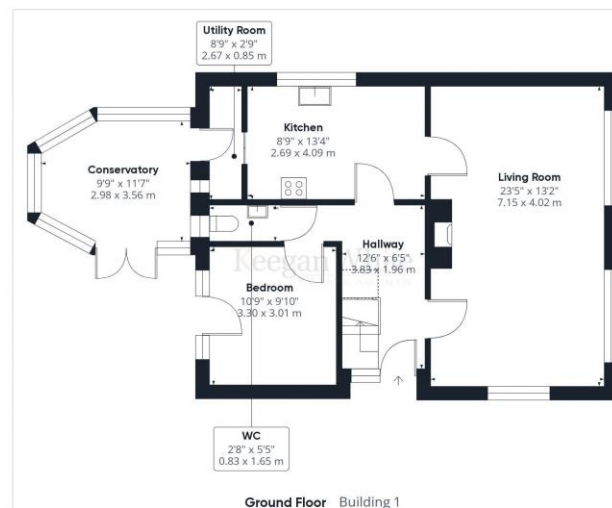 Utility Room
8'9" x 2'9"
2.67 x 0.85 m
Kitchen
8'9" x 13'4"
2.69 x 4.09 m
Conservatory
9'9" x 11'7"
2.98 x 3.56 m
Living Room
23'5" x 13'2"
7.15 x 4.02 m
Hallway
12'6" x 6'5"
3.83 x 1.96 m
Keegan
Bedroom
10'9" x 9'10"
3.30 x 3.01 m
WC
2'8" x 5'5"
0.83 x 1.65 m
Ground Floor Building 1